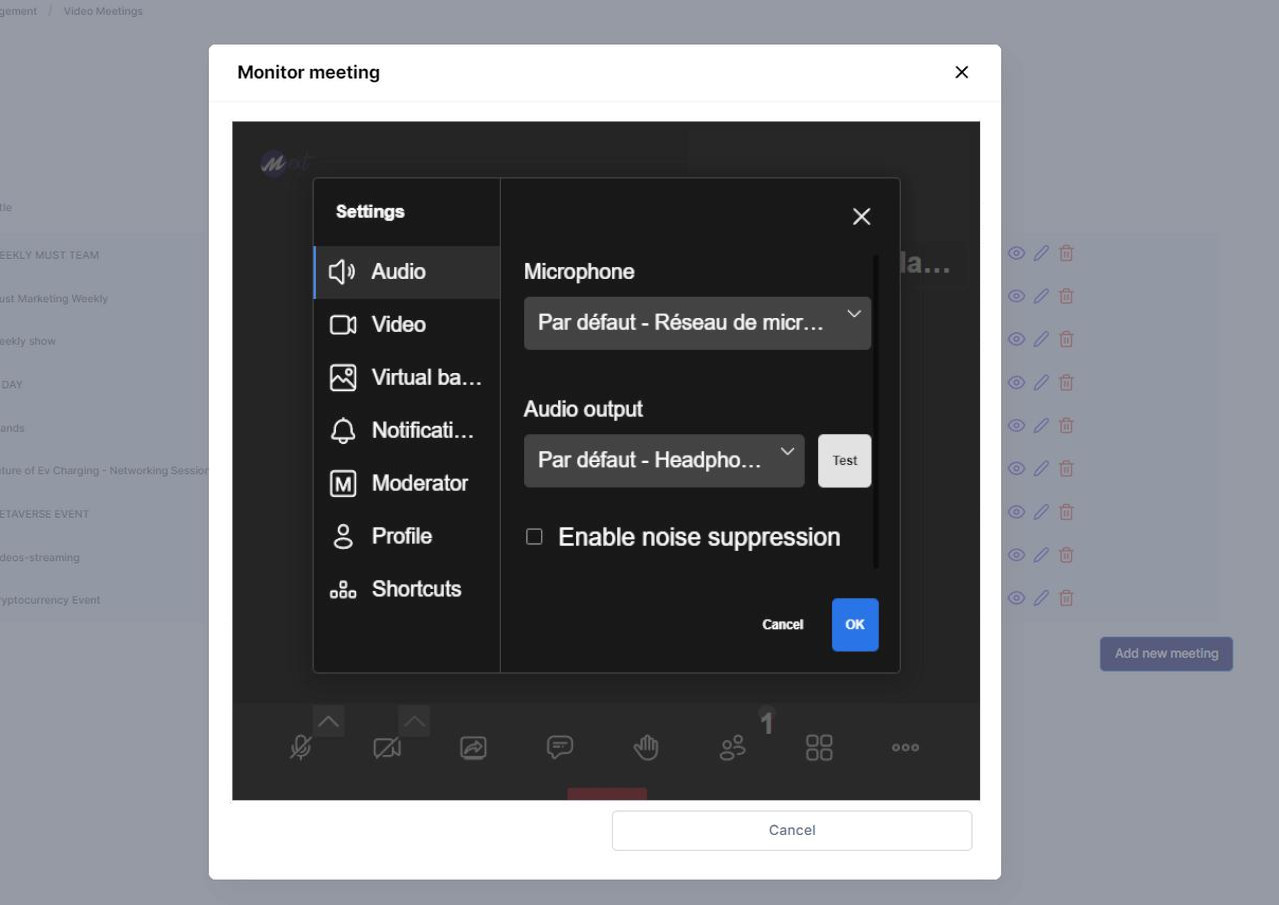 gement / Video Meetings
Monitor meeting
tle
EEKLY MUST TEAM
ust Marketing Weekly
eekly show
DAY
ands
ture of Ev Charging - Networking Session
ETAVERSE EVENT
deos-streaming
yptocurrency Event
Settings
Audio
Video
Virtual ba...
Notificati...
Moderator
Profile
Shortcuts
Microphone
Par défaut - Réseau de micr...
Audio output
Par défaut - Headpho...
Test
Enable noise suppression
Cancel
OK
la...
1
Add new meeting
Cancel